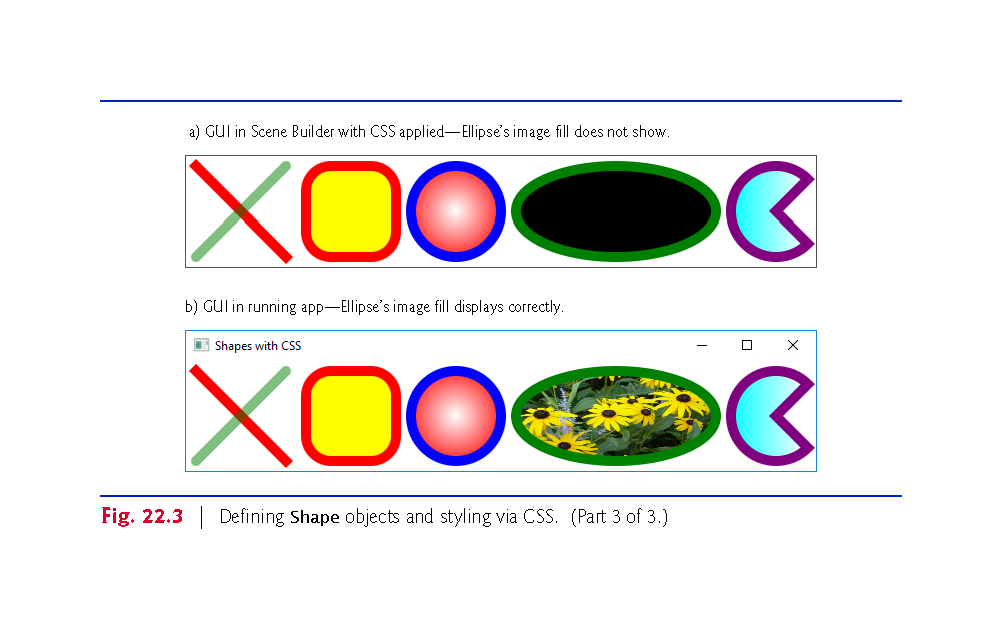 a) GUI in Scene Builder with CSS applied—Ellipse's image fill does not show.
b) GUI in running app—Ellipse's image fill displays correctly.
Shapes with CSS
Fig. 22.3 | Defining Shape objects and styling via CSS. (Part 3 of 3.)